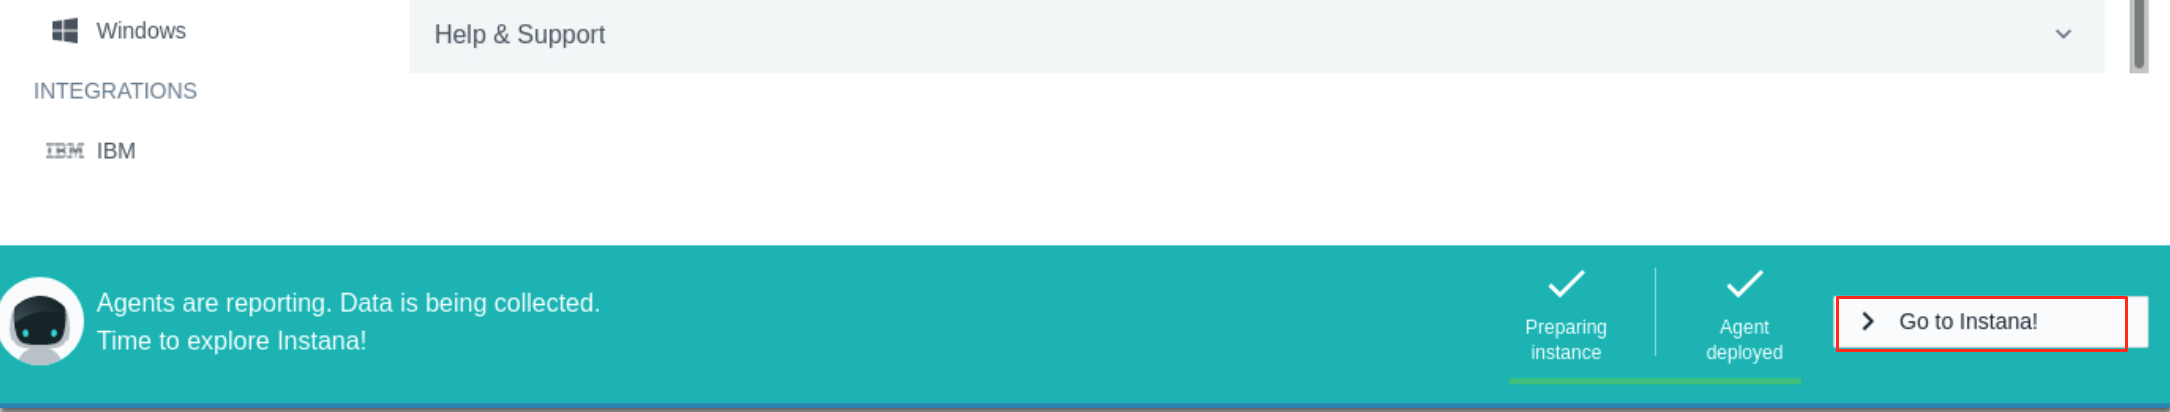 Windows
Help & Support
INTEGRATIONS
IBM IBM
Agents are reporting. Data is being collected.
Time to explore Instana!
Preparing
instance
Agent
deployed
Go to Instana!